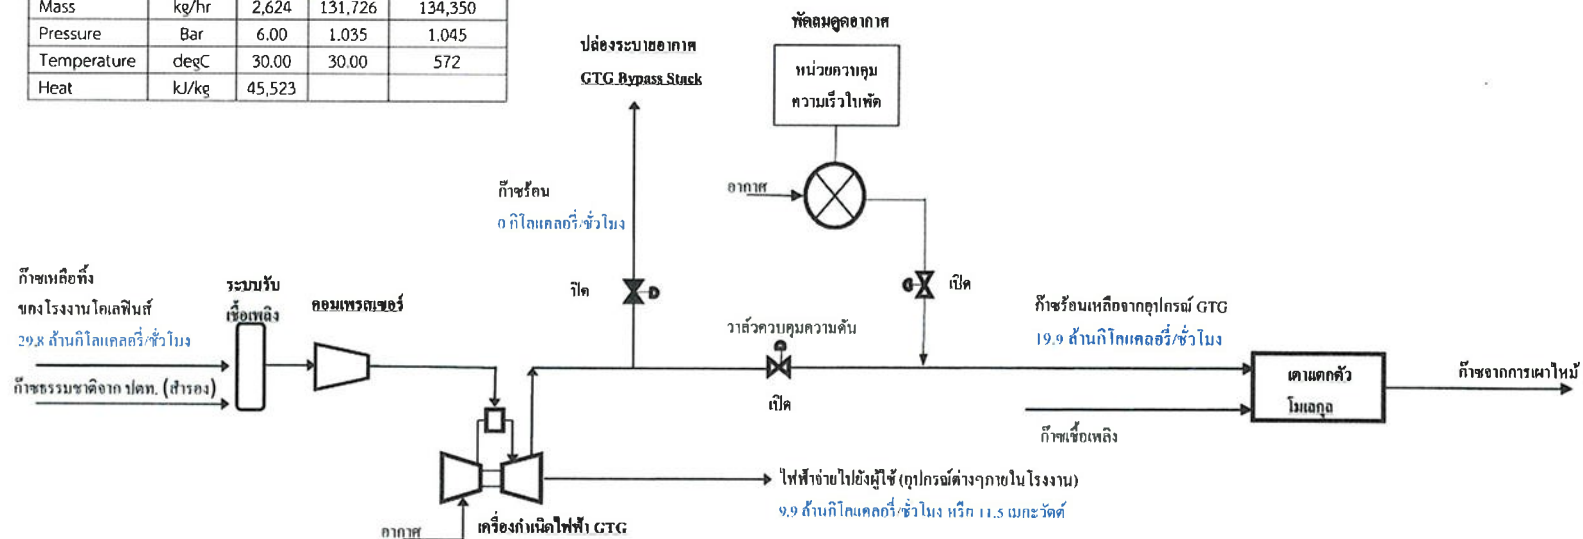 Mass kg/hr 2,624 131,726 134,350
Pressure Bar 6.00 1.035 1.045
Temperature degC 30.00 30.00 572
Heat kJ/kg 45,523
พัดลมดูดอากาศ
หน่วยควบคุม
ความเร็วใบพัด
ปล่องระบายอากาศ
GTG Bypass Stack
อากาศ
ก๊าซร้อน
0 กิโลแคลอรี่/ชั่วโมง
ก๊าซเหลือทิ้ง
ของโรงงานโอเลฟินส์
29.8 ล้านกิโลแคลอรี่/ชั่วโมง
ก๊าซธรรมชาติจาก ปตท. (สำรอง)
ระบบรับ
เชื้อเพลิง
คอมเพรสเซอร์
ปิด
D
เปิด
วาล์วควบคุมความดัน
เปิด
ก๊าซร้อนเหลือจากอุปกรณ์ GTG
19.9 ล้านกิโลแคลอรี่/ชั่วโมง
เตาแตกตัว
โมเลกุล
ก๊าซจากการเผาไหม้
ก๊าซเชื้อเพลิง
ไฟฟ้าจ่ายไปยังผู้ใช้ (อุปกรณ์ต่างๆภายในโรงงาน)
9.9 ล้านกิโลแคลอรี่/ชั่วโมง หรือ 11.5 เมกะวัตต์
อากาศ
เครื่องกำเนิดไฟฟ้า GTG